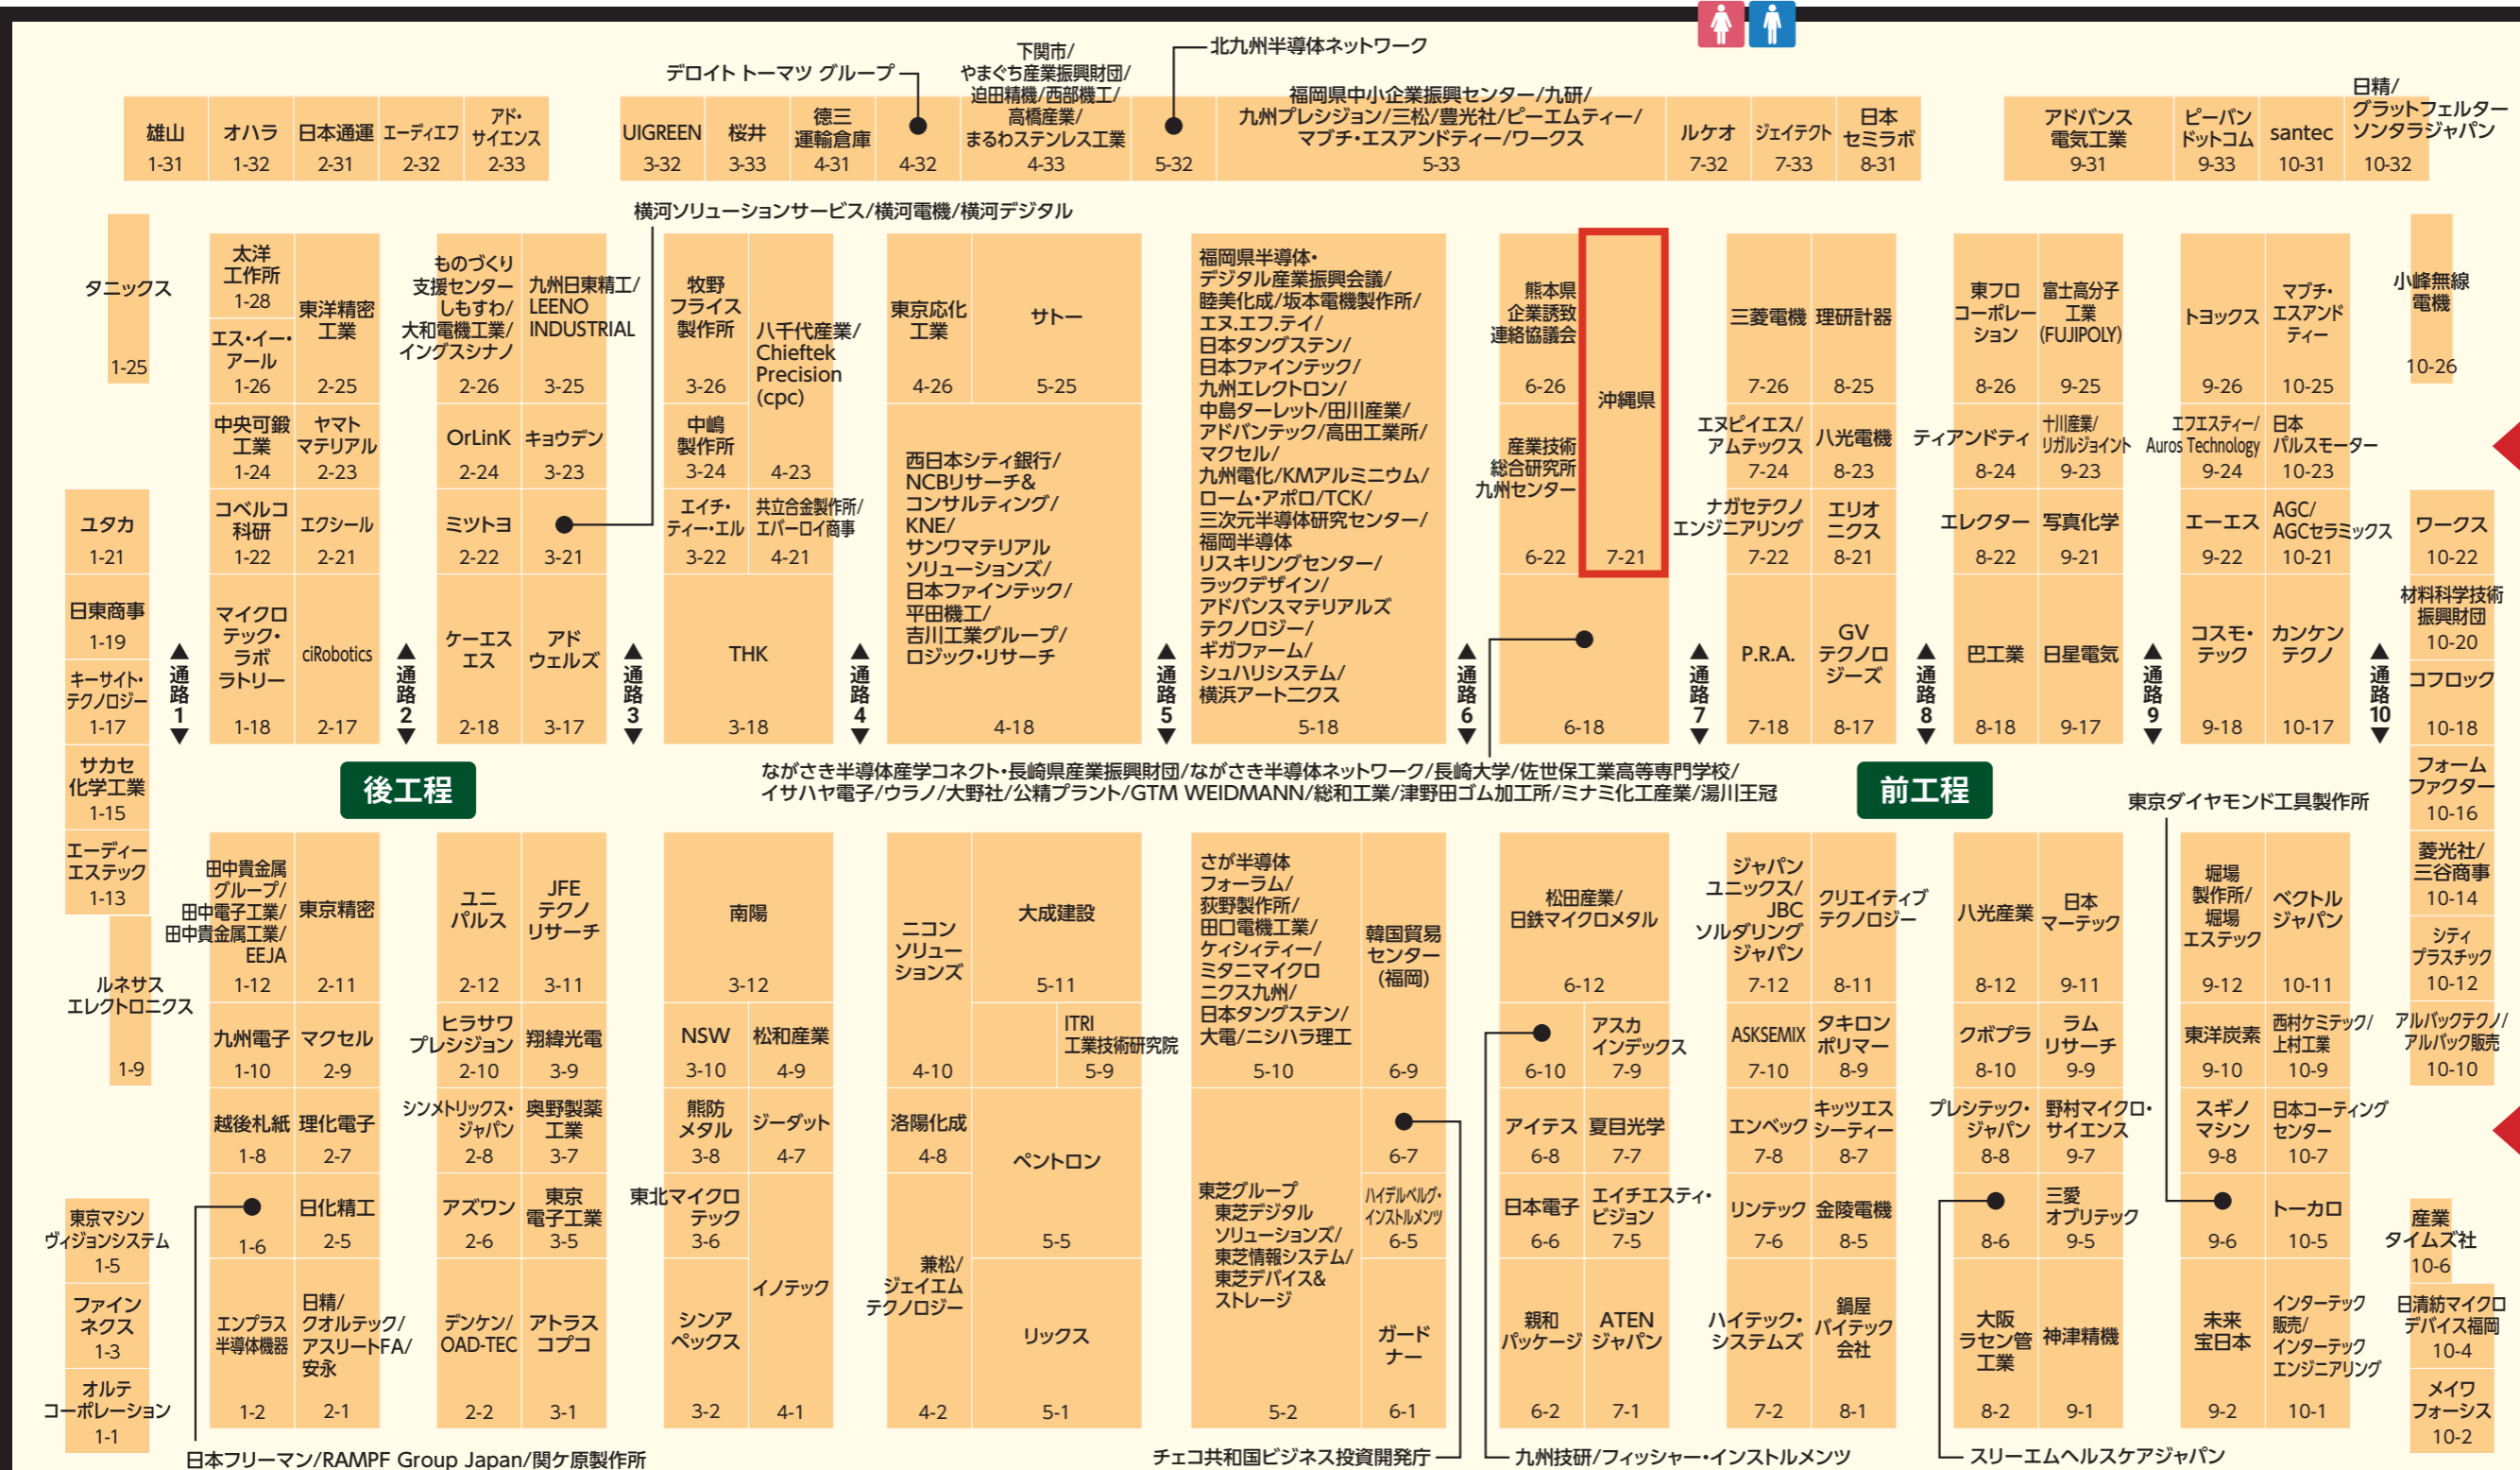 デロイト トーマツ グループ
下関市/
やまぐち産業振興財団/
迫田精機/西部機工/
高橋産業/
まるわステンレス工業
4-33
北九州半導体ネットワーク
雄山
1-31
オハラ
1-32
日本通運
2-31
エーディエフ
2-32
アド・
サイエンス
2-33
UIGREEN
3-32
桜井
3-33
德三
運輸倉庫
4-31
4-32
5-32
福岡県中小企業振興センター/九研/
九州プレシジョン/三松/豊光社/ピーエムティー/
マブチ・エスアンドティー/ワークス
5-33
ルケオ
7-32
ジェイテクト
7-33
日本
セミラボ
8-31
アドバンス
電気工業
9-31
ピーバン
ドットコム
9-33
santec
10-31
日精/
グラットフェルター
ソンタラジャパン
10-32
横河ソリューションサービス/横河電機/横河デジタル
タニックス
1-25
太洋
工作所
1-28
エス・イー・
アール
1-26
東洋精密
工業
2-25
ものづくり
支援センター
しもすわ/
大和電機工業/
イングスシナノ
2-26
九州日東精工/
LEENO
INDUSTRIAL
3-25
牧野
フライス
製作所
3-26
八千代産業/
Chieftek
Precision
(cpc)
4-23
東京応化
工業
4-26
サトー
5-25
福岡県半導体・
デジタル産業振興会議/
睦美化成/坂本電機製作所/
エヌ.エフ.テイ/
日本タングステン/
日本ファインテック/
九州エレクトロン/
中島ターレット/田川産業/
アドバンテック/高田工業所/
マクセル/
九州電化/KMアルミニウム/
ローム・アポロ/TCK/
三次元半導体研究センター/
福岡半導体
リスキリングセンター/
ラックデザイン/
アドバンスマテリアルズ
テクノロジー/
ギガファーム/
シュハリシステム/
横浜アートニクス
5-18
熊本県
企業誘致
連絡協議会
6-26
沖縄県
7-21
三菱電機
7-26
理研計器
8-25
東フロ
コーポレー
ション
8-26
富士高分子
工業
(FUJIPOLY)
9-25
トヨックス
9-26
マブチ・
エスアンド
ティー
10-25
小峰無線
電機
10-26
中央可鍛
工業
1-24
ヤマト
マテリアル
2-23
OrLinK
2-24
キョウデン
3-23
中嶋
製作所
3-24
西日本シティ銀行/
NCBリサーチ&
コンサルティング/
KNE/
サンワマテリアル
ソリューションズ/
日本ファインテック/
平田機工/
吉川工業グループ/
ロジック・リサーチ
4-18
産業技術
総合研究所
九州センター
6-22
エヌピイエス/
アムテックス
7-24
八光電機
8-23
ティアンドティ
8-24
十川産業/
リガルジョイント
9-23
エフエスティー/
Auros Technology
9-24
日本
パルスモーター
10-23
ユタカ
1-21
コベルコ
科研
1-22
エクシール
2-21
ミツトヨ
2-22
3-21
エイチ・
ティー・エル
3-22
共立合金製作所/
エバーロイ商事
4-21
ナガセテクノ
エンジニアリング
7-22
エリオ
ニクス
8-21
エレクター
8-22
写真化学
9-21
エーエス
9-22
AGC/
AGCセラミックス
10-21
ワークス
10-22
日東商事
1-19
キーサイト・
テクノロジー
1-17
通路1
マイクロ
テック・
ラボ
ラトリー
1-18
ciRobotics
2-17
通路2
ケーエス
エス
2-18
アド
ウェルズ
3-17
通路3
THK
3-18
通路4
通路5
通路6
6-18
通路7
P.R.A.
7-18
GV
テクノロ
ジーズ
8-17
通路8
巴工業
8-18
日星電気
9-17
通路9
コスモ・
テック
9-18
カンケン
テクノ
10-17
通路10
材料科学技術
振興財団
10-20
コフロック
10-18
サカセ
化学工業
1-15
後工程
ながさき半導体産学コネクト・長崎県産業振興財団/ながさき半導体ネットワーク/長崎大学/佐世保工業高等専門学校/
イサハヤ電子/ウラノ/大野社/公精プラント/GTM WEIDMANN/総和工業/津野田ゴム加工所/ミナミ化工産業/湯川王冠
前工程
東京ダイヤモンド工具製作所
フォーム
ファクター
10-16
エーディー
エステック
1-13
田中貴金属
グループ/
田中電子工業/
田中貴金属工業/
EEJA
1-12
東京精密
2-11
ユニ
パルス
2-12
JFE
テクノ
リサーチ
3-11
南陽
3-12
ニコン
ソリュー
ションズ
4-10
大成建設
5-11
さが半導体
フォーラム/
荻野製作所/
田口電機工業/
ケィシィティー/
ミタニマイクロ
ニクス九州/
日本タングステン/
大電/ニシハラ理工
5-10
韓国貿易
センター
(福岡)
6-9
松田産業/
日鉄マイクロメタル
6-12
ジャパン
ユニックス/
JBC
ソルダリング
ジャパン
7-12
クリエイティブ
テクノロジー
8-11
八光産業
8-12
日本
マーテック
9-11
堀場
製作所/
堀場
エステック
9-12
ベクトル
ジャパン
10-11
菱光社/
三谷商事
10-14
シティ
プラスチック
10-12
ルネサス
エレクトロニクス
1-9
九州電子
1-10
マクセル
2-9
ヒラサワ
プレシジョン
2-10
翔緯光電
3-9
NSW
3-10
松和産業
4-9
ITRI
工業技術研究院
5-9
6-10
アスカ
インデックス
7-9
ASKSEMIX
7-10
タキロン
ポリマー
8-9
クボプラ
8-10
ラム
リサーチ
9-9
東洋炭素
9-10
西村ケミテック/
上村工業
10-9
アルバックテクノ/
アルバック販売
10-10
越後札紙
1-8
理化電子
2-7
シンメトリックス・
ジャパン
2-8
奥野製薬
工業
3-7
熊防
メタル
3-8
ジーダット
4-7
洛陽化成
4-8
ペントロン
5-5
東芝グループ
東芝デジタル
ソリューションズ/
東芝情報システム/
東芝デバイス&
ストレージ
5-2
6-7
アイテス
6-8
夏目光学
7-7
エンベック
7-8
キッツエス
シーティー
8-7
プレシテック・
ジャパン
8-8
野村マイクロ・
サイエンス
9-7
スギノ
マシン
9-8
日本コーティング
センター
10-7
東京マシン
ヴィジョンシステム
1-5
1-6
日化精工
2-5
アズワン
2-6
東京
電子工業
3-5
東北マイクロ
テック
3-6
イノテック
4-1
兼松/
ジェイエム
テクノロジー
4-2
ハイデルベルグ・
インストルメンツ
6-5
日本電子
6-6
エイチエスティ・
ビジョン
7-5
リンテック
7-6
金陵電機
8-5
8-6
三愛
オブリテック
9-5
9-6
トーカロ
10-5
産業
タイムズ社
10-6
ファイン
ネクス
1-3
オルテ
コーポレーション
1-1
エンプラス
半導体機器
1-2
日精/
クオルテック/
アスリートFA/
安永
2-1
デンケン/
OAD-TEC
2-2
アトラス
コプコ
3-1
シンア
ペックス
3-2
リックス
5-1
ガード
ナー
6-1
親和
パッケージ
6-2
ATEN
ジャパン
7-1
ハイテック・
システムズ
7-2
鍋屋
バイテック
会社
8-1
大阪
ラセン管
工業
8-2
神津精機
9-1
未来
宝日本
9-2
インターテック
販売/
インターテック
エンジニアリング
10-1
日清紡マイクロ
デバイス福岡
10-4
メイワ
フォーシス
10-2
日本フリーマン/RAMPF Group Japan/関ケ原製作所
チェコ共和国ビジネス投資開発庁
九州技研/フィッシャー・インストルメンツ
スリーエムヘルスケアジャパン